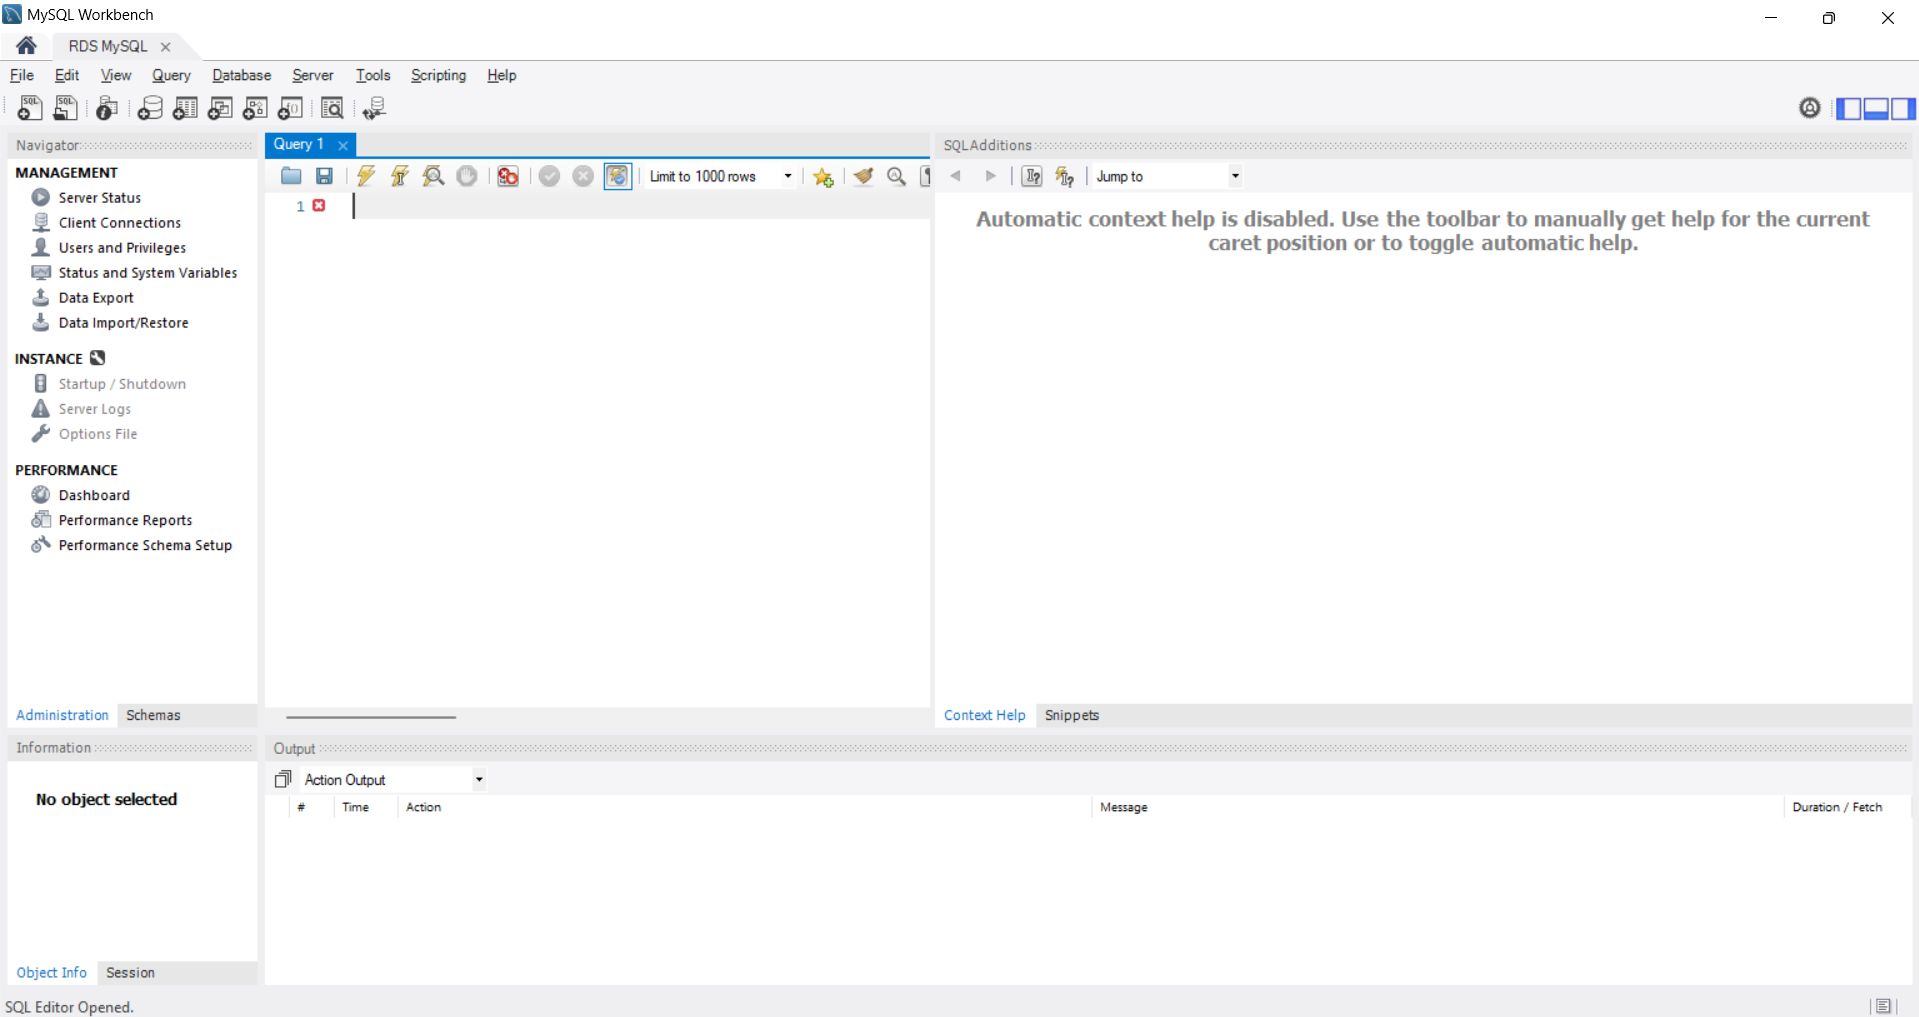 MySQL Workbench
RDS MySQL
File Edit View Query Database Server Tools Scripting Help
Navigator
MANAGEMENT
Server Status
Client Connections
Users and Privileges
Status and System Variables
Data Export
Data Import/Restore
INSTANCE
Startup / Shutdown
Server Logs
Options File
PERFORMANCE
Dashboard
Performance Reports
Performance Schema Setup
Administration Schemas
Query 1
Limit to 1000 rows
1
SQLAdditions
Jump to
Automatic context help is disabled. Use the toolbar to manually get help for the current
caret position or to toggle automatic help.
Context Help Snippets
Information
No object selected
Object Info Session
Output
Action Output
# Time Action Message Duration / Fetch
SQL Editor Opened.